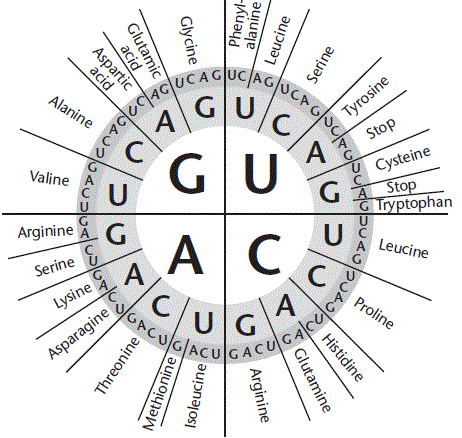 Phenyl-
alanine
Leucine
Serine
Tyrosine
Stop
Cysteine
Stop
Tryptophan
Leucine
Proline
Histidine
Glutamine
Arginine
Isoleucine
Methionine
Threonine
Asparagine
Lysine
Serine
Arginine
Valine
Alanine
Aspartic
acid
Glutamic
acid
Glycine
U C A G U C A G U C A G U C A G
U C A G U C A G U C A G U C A G
U C A G U C A G U C A G U C A G
U C A G U C A G U C A G U C A G
U C A G
U C A G
U C A G
U C A G
G U
A C